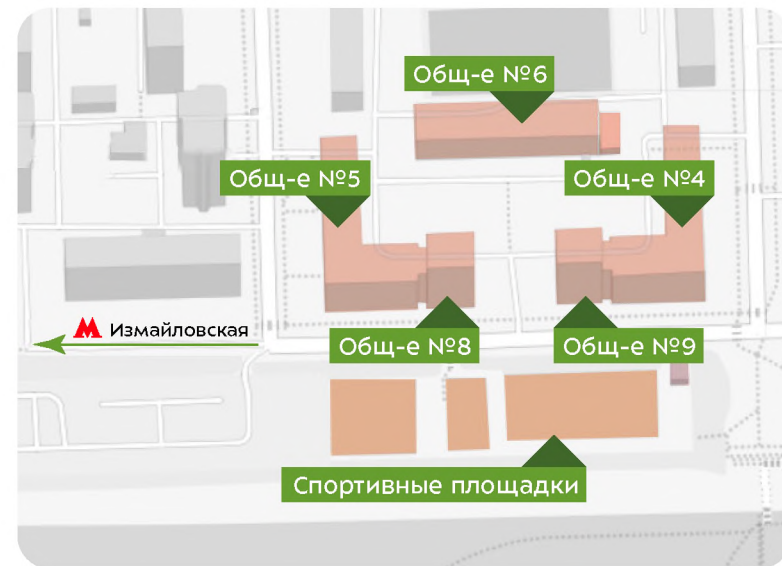 Общ-е №6
Общ-е №5
Общ-е №4
Измайловская
Общ-е №8
Общ-е №9
Спортивные площадки